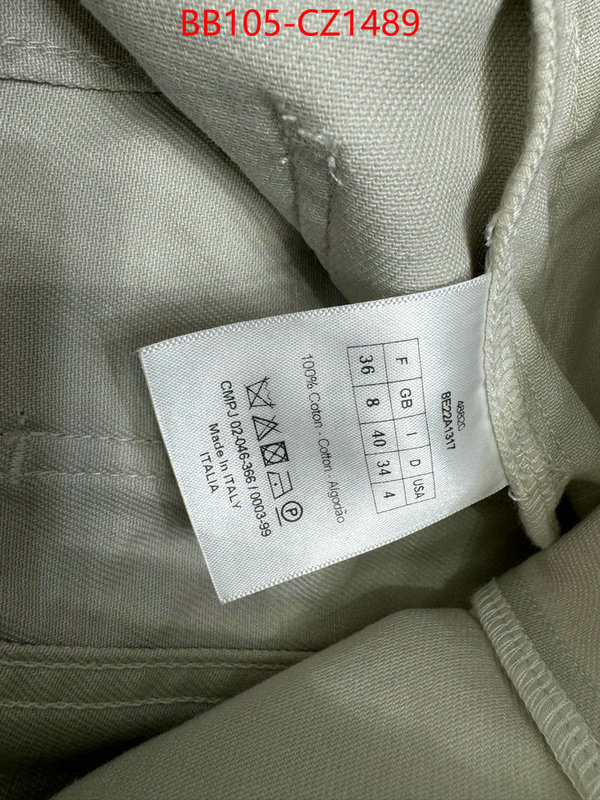 BB105-CZ1489
6E22A1317
F GB I D USA
36 8 40 34 4
100% Coton . Cotton . Algodão
CMPJ 02-046-366 / 0003-99
Made In ITALY
ITALIA